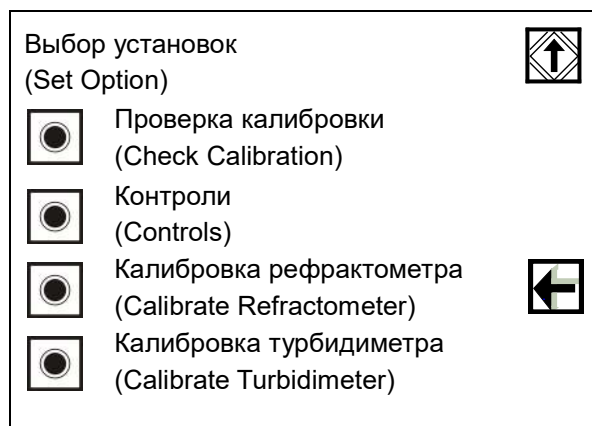 Выбор установок
(Set Option)
Проверка калибровки
(Check Calibration)
Контроли
(Controls)
Калибровка рефрактометра
(Calibrate Refractometer)
Калибровка турбидиметра
(Calibrate Turbidimeter)